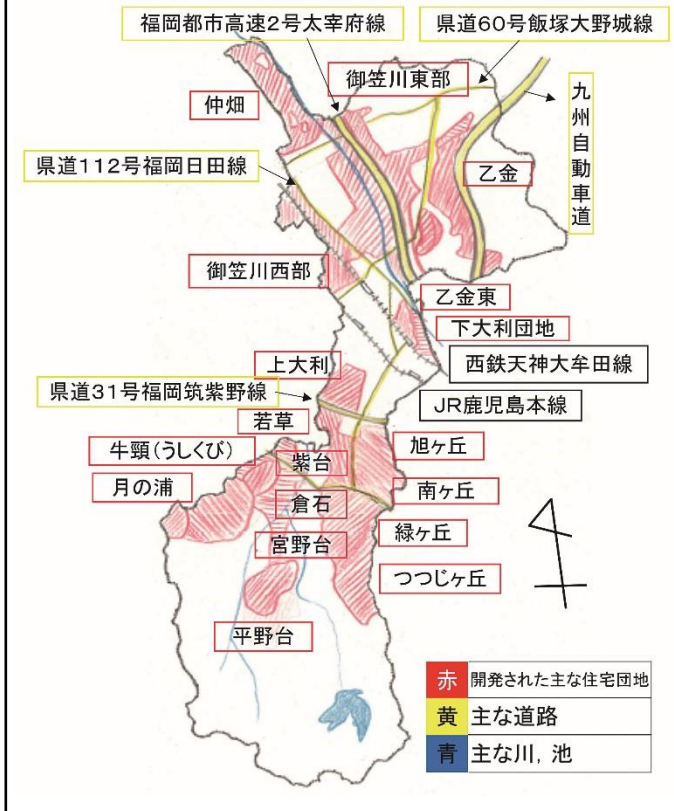 福岡都市高速2号太宰府線
県道60号飯塚大野城線
御笠川東部
仲畑
九州自動車道
県道112号福岡日田線
乙金
御笠川西部
乙金東
下大利団地
上大利
西鉄天神大牟田線
県道31号福岡筑紫野線
JR鹿児島本線
若草
牛頸(うしくび)
紫台
旭ヶ丘
月の浦
倉石
南ヶ丘
宮野台
緑ヶ丘
つつじヶ丘
平野台
赤 開発された主な住宅団地
黄 主な道路
青 主な川, 池